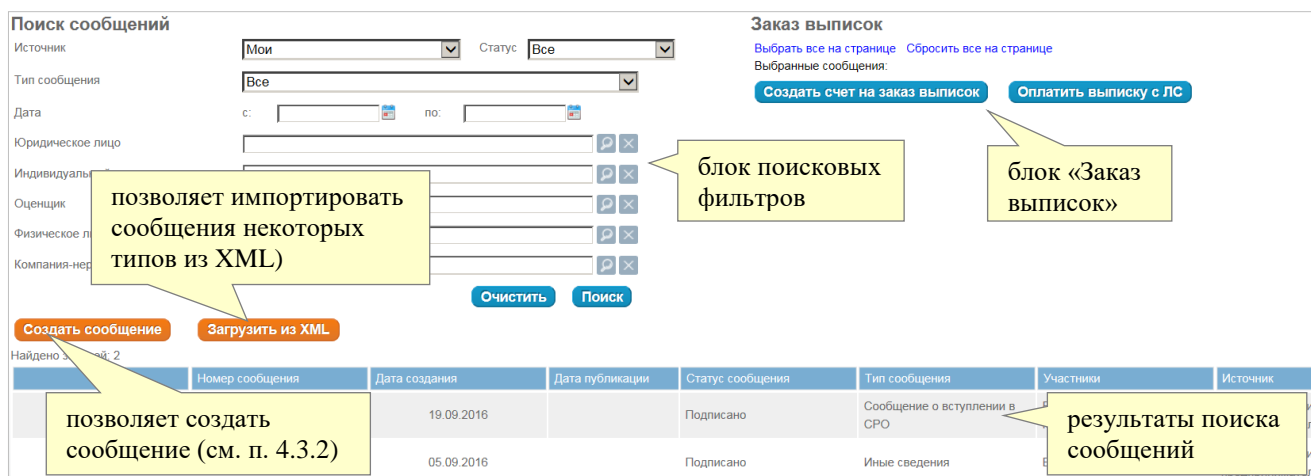 Поиск сообщений
Заказ выписок
Источник
Мои
Статус
Все
Выбрать все на странице Сбросить все на странице
Выбранные сообщения:
Тип сообщения
Все
Создать счет на заказ выписок
Оплатить выписку с ЛС
Дата
с:
по:
Юридическое лицо
блок поисковых
фильтров
блок «Заказ
выписок»
позволяет импортировать
сообщения некоторых
типов из XML)
Оценщик
Физическое
Очистить
Поиск
Создать сообщение
Загрузить из XML
Найдено
: 2
Номер сообщения
Дата создания
Дата публикации
Статус сообщения
Тип сообщения
Участники
Источник
позволяет создать
сообщение (см. п. 4.3.2)
19.09.2016
Подписано
Сообщение о вступлении в
СРО
результаты поиска
сообщений
05.09.2016
Подписано
Иные сведения